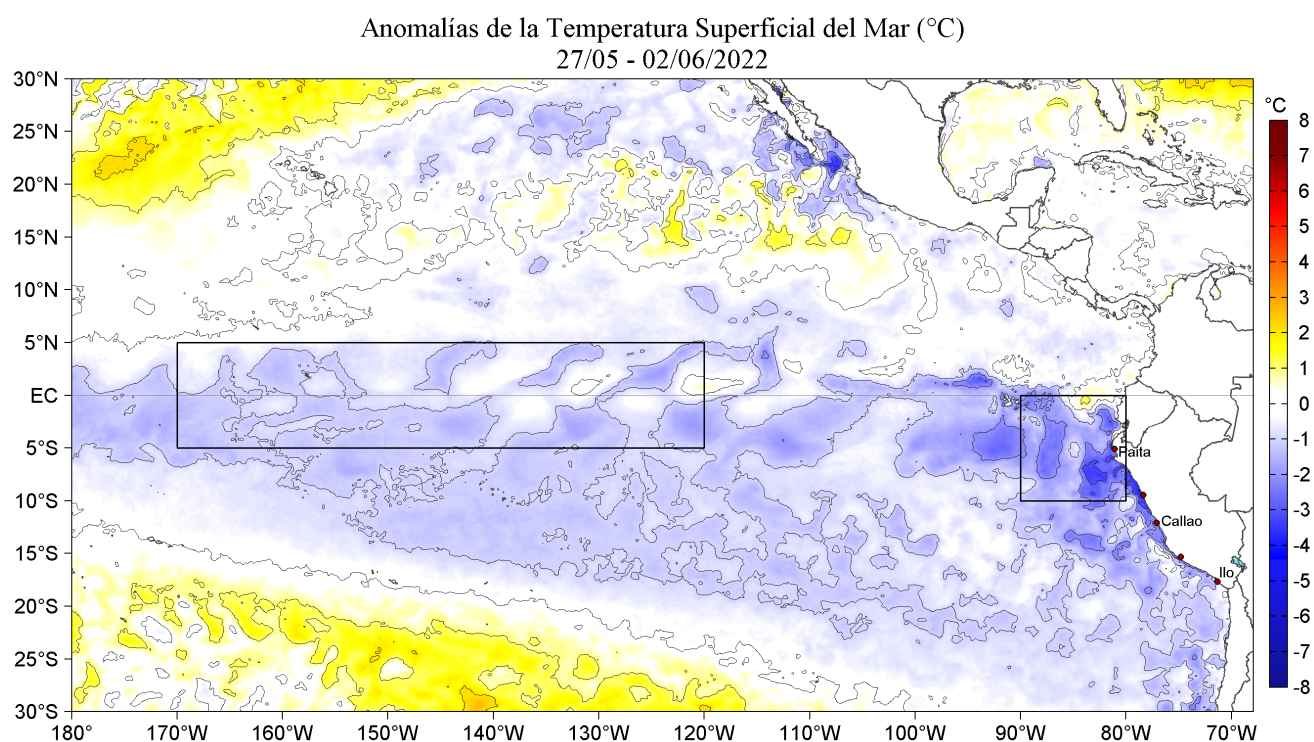 Anomalías de la Temperatura Superficial del Mar (°C)
27/05 - 02/06/2022
30°N
25°N
20°N
15°N
10°N
5°N
EC
5°S
10°S
15°S
20°S
25°S
30°S
180°
170°W
160°W
150°W
140°W
130°W
120°W
110°W
100°W
90°W
80°W
70°W
Paita
Callao
Ilo
°C
8
7
6
5
4
3
2
1
0
-1
-2
-3
-4
-5
-6
-7
-8